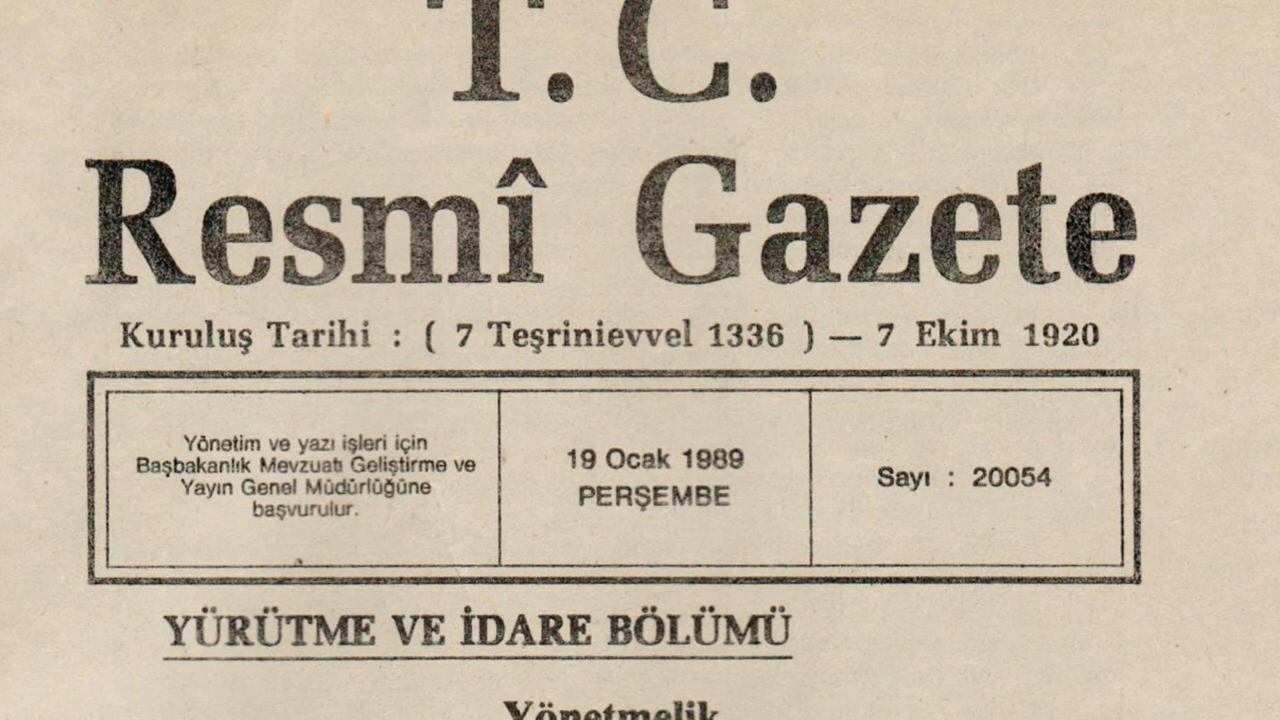 T. C.
Resmî Gazete
Kuruluş Tarihi : ( 7 Teşrinievvel 1336 ) — 7 Ekim 1920
Yönetim ve yazı işleri için
Başbakanlık Mevzuatı Geliştirme ve
Yayın Genel Müdürlüğüne
başvurulur.
19 Ocak 1989
PERŞEMBE
Sayı : 20054
YÜRÜTME VE İDARE BÖLÜMÜ
Yönetmelik